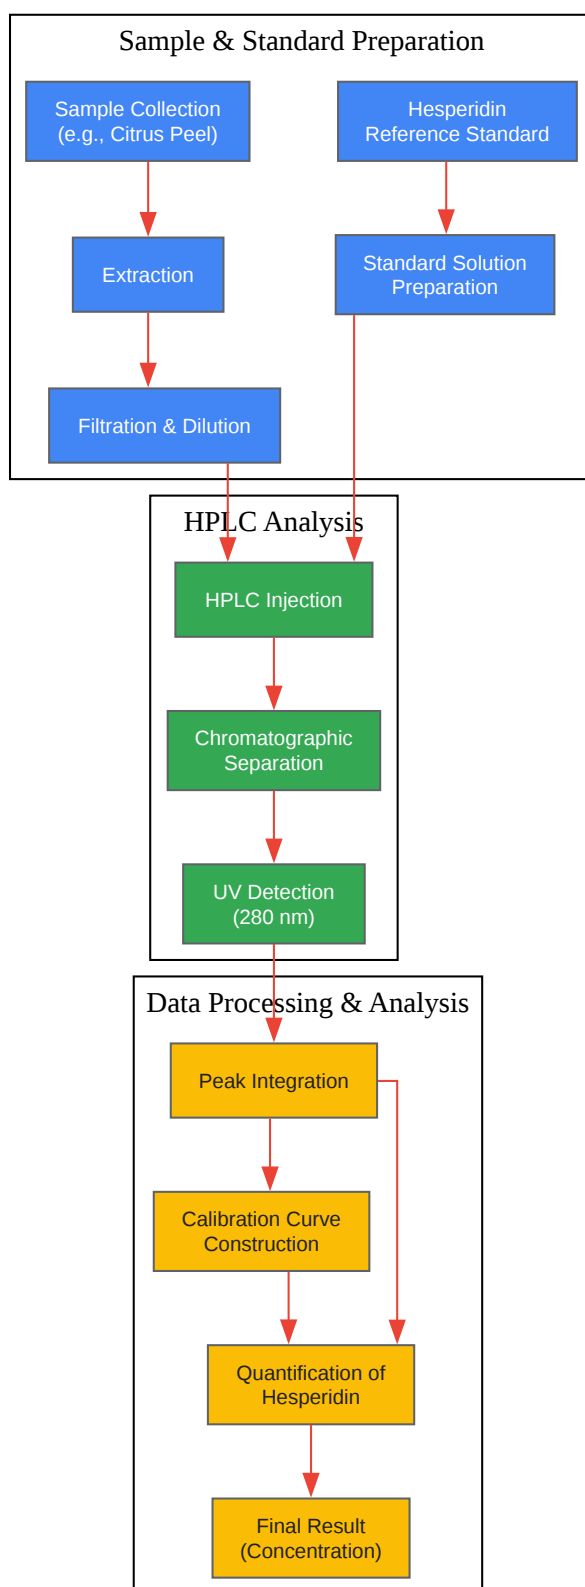 Sample & Standard Preparation
Sample Collection
(e.g., Citrus Peel)
Hesperidin
Reference Standard
Extraction
Standard Solution
Preparation
Filtration & Dilution
HPLC Analysis
HPLC Injection
Chromatographic
Separation
UV Detection
(280 nm)
Data Processing & Analysis
Peak Integration
Calibration Curve
Construction
Quantification of
Hesperidin
Final Result
(Concentration)